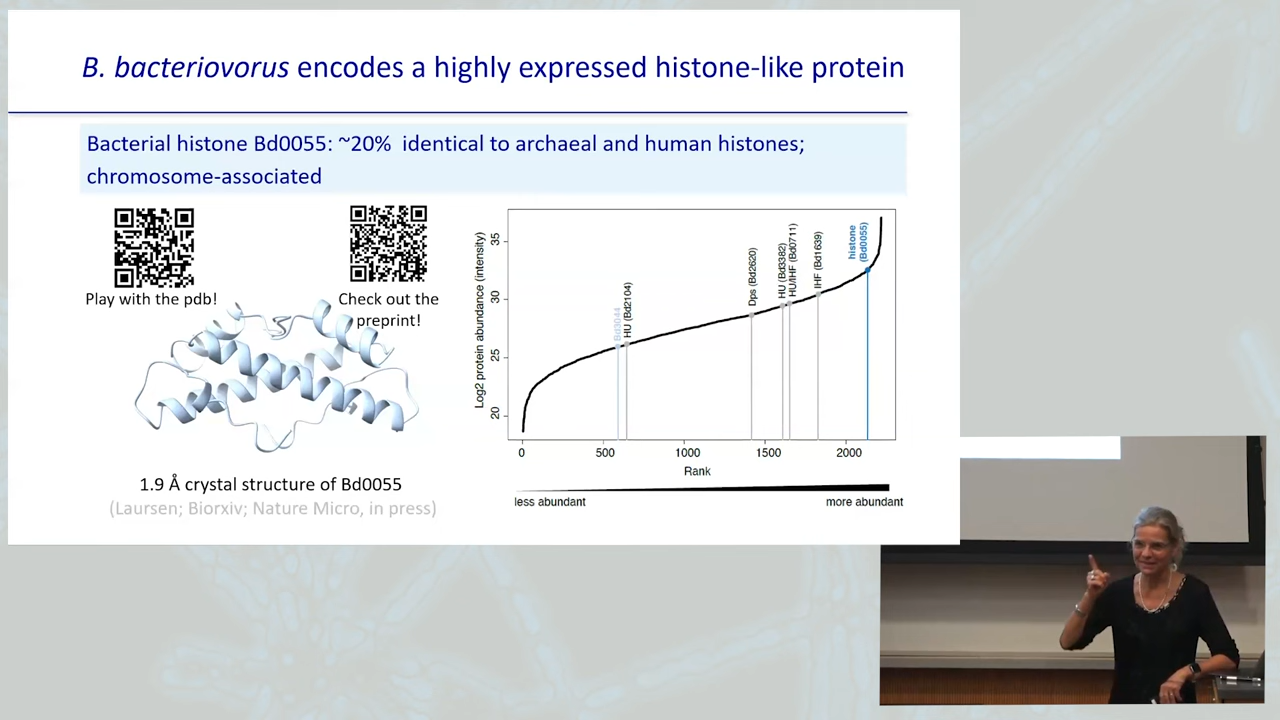 B. bacteriovorus encodes a highly expressed histone-like protein
Bacterial histone Bd0055: ~20% identical to archaeal and human histones;
chromosome-associated
Play with the pdb!
Check out the
preprint!
1.9 Å crystal structure of Bd0055
(Laursen; Biorxiv; Nature Micro, in press)
Log2 protein abundance (intensity)
35
30
25
20
Bd3044
HU (Bd2104)
Dps (Bd2620)
HU (Bd3382)
HU/IHF (Bd0711)
IHF (Bd1639)
histone
(Bd0055)
0 500 1000 1500 2000
Rank
less abundant more abundant